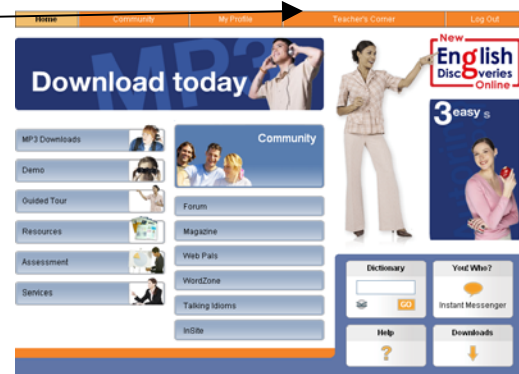 Home Community My Profile Teacher's Corner Log Out
MP3
Download today
New
English
Discoveries
Online
3 easy s
MP3 Downloads
Demo
Guided Tour
Resources
Assessment
Services
Community
Forum
Magazine
Web Pals
WordZone
Talking Idioms
InSite
Dictionary
GO
You! Who?
Instant Messenger
Help
?
Downloads